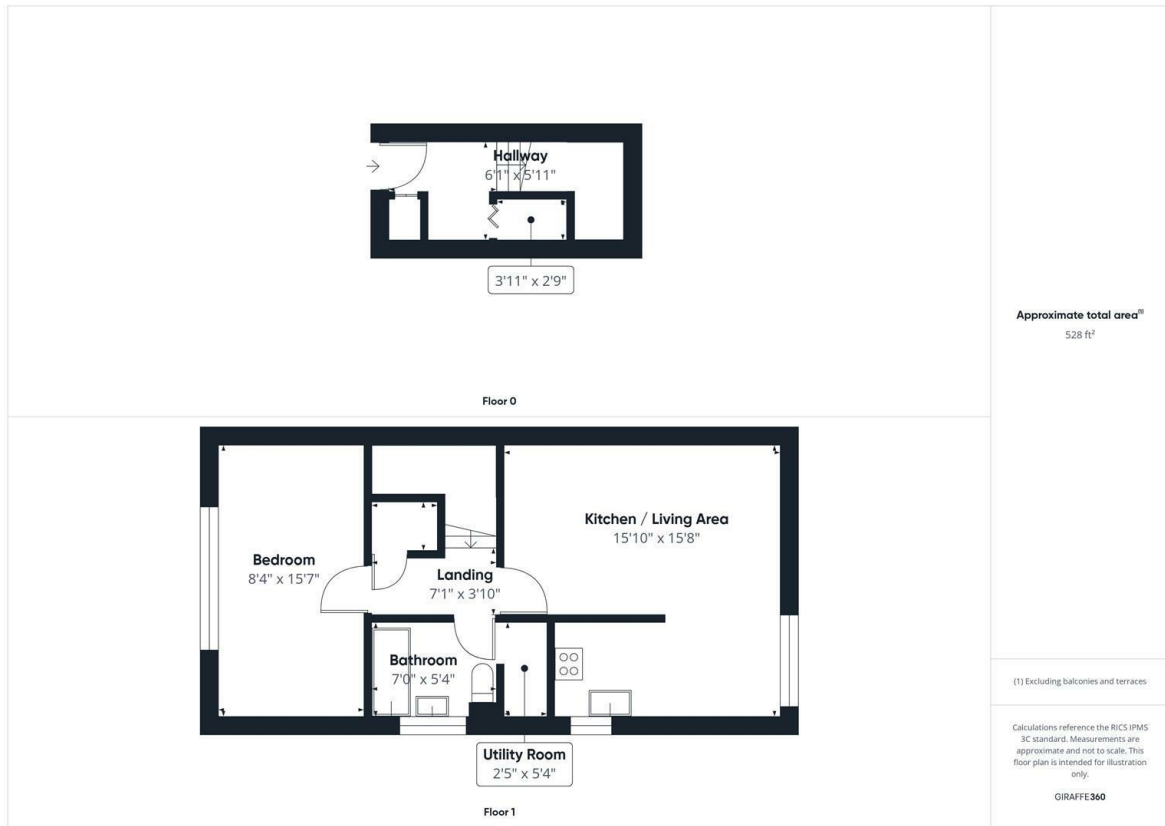 Hallway
6'1" x 5'11"
3'11" x 2'9"
Floor 0
Approximate total area⁽¹⁾
528 ft²
Bedroom
8'4" x 15'7"
Landing
7'1" x 3'10"
Kitchen / Living Area
15'10" x 15'8"
Bathroom
7'0" x 5'4"
Utility Room
2'5" x 5'4"
Floor 1
(1) Excluding balconies and terraces
Calculations reference the RICS IPMS
3C standard. Measurements are
approximate and not to scale. This
floor plan is intended for illustration
only.
GIRAFFE360